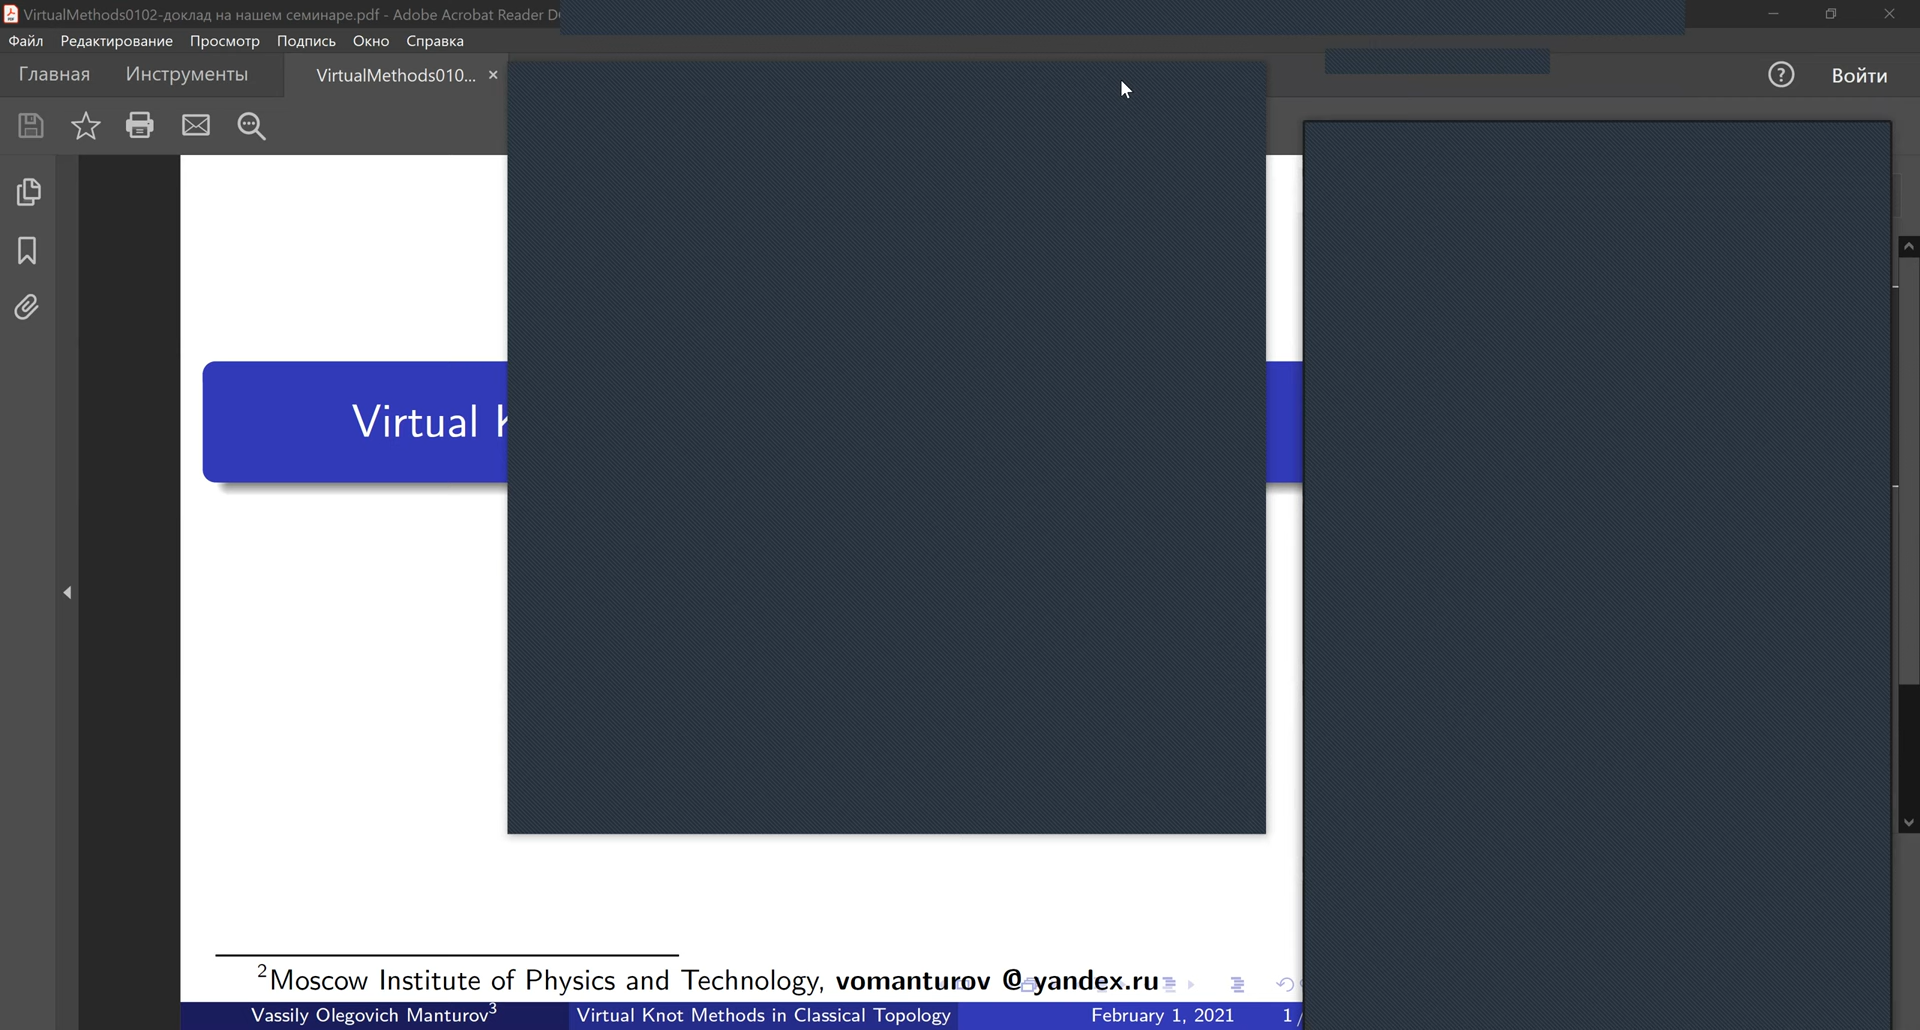 VirtualMethods0102-доклад на нашем семинаре.pdf - Adobe Acrobat Reader
Файл Редактирование Просмотр Подпись Окно Справка
Главная Инструменты VirtualMethods010... Войти
Virtual
2 Moscow Institute of Physics and Technology, vomanturov @ yandex.ru
Vassily Olegovich Manturov3 Virtual Knot Methods in Classical Topology February 1, 2021 1 /